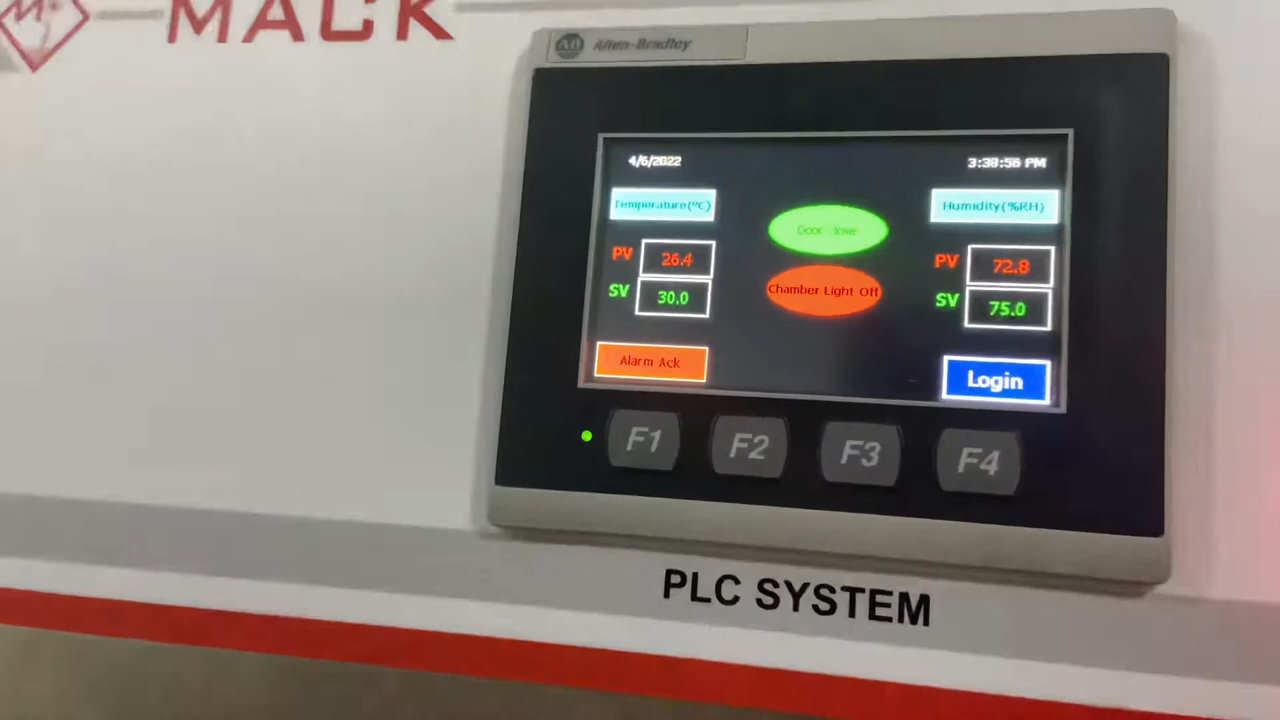 MACK
AB Allen-Bradley
4/6/2022
3:38:56 PM
Temperature(ºC)
Humidity(%RH)
Door
PV 26.4
PV 72.8
SV 30.0
SV 75.0
Chamber Light Off
Alarm Ack
Login
F1 F2 F3 F4
PLC SYSTEM